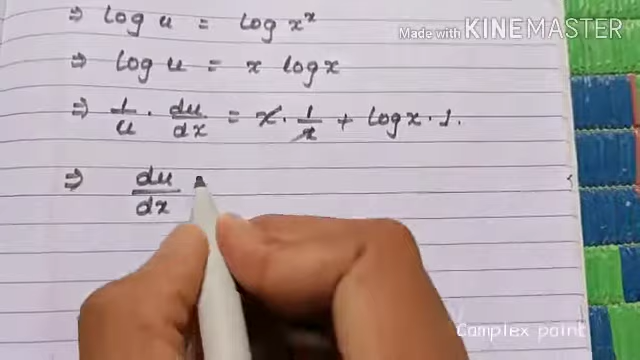 Made with KINEMASTER
⇒ log u = log x^x
⇒ log u = x log x
⇒ 1/u · du/dx = x · 1/x + log x · 1.
⇒ du/dx
Complex point